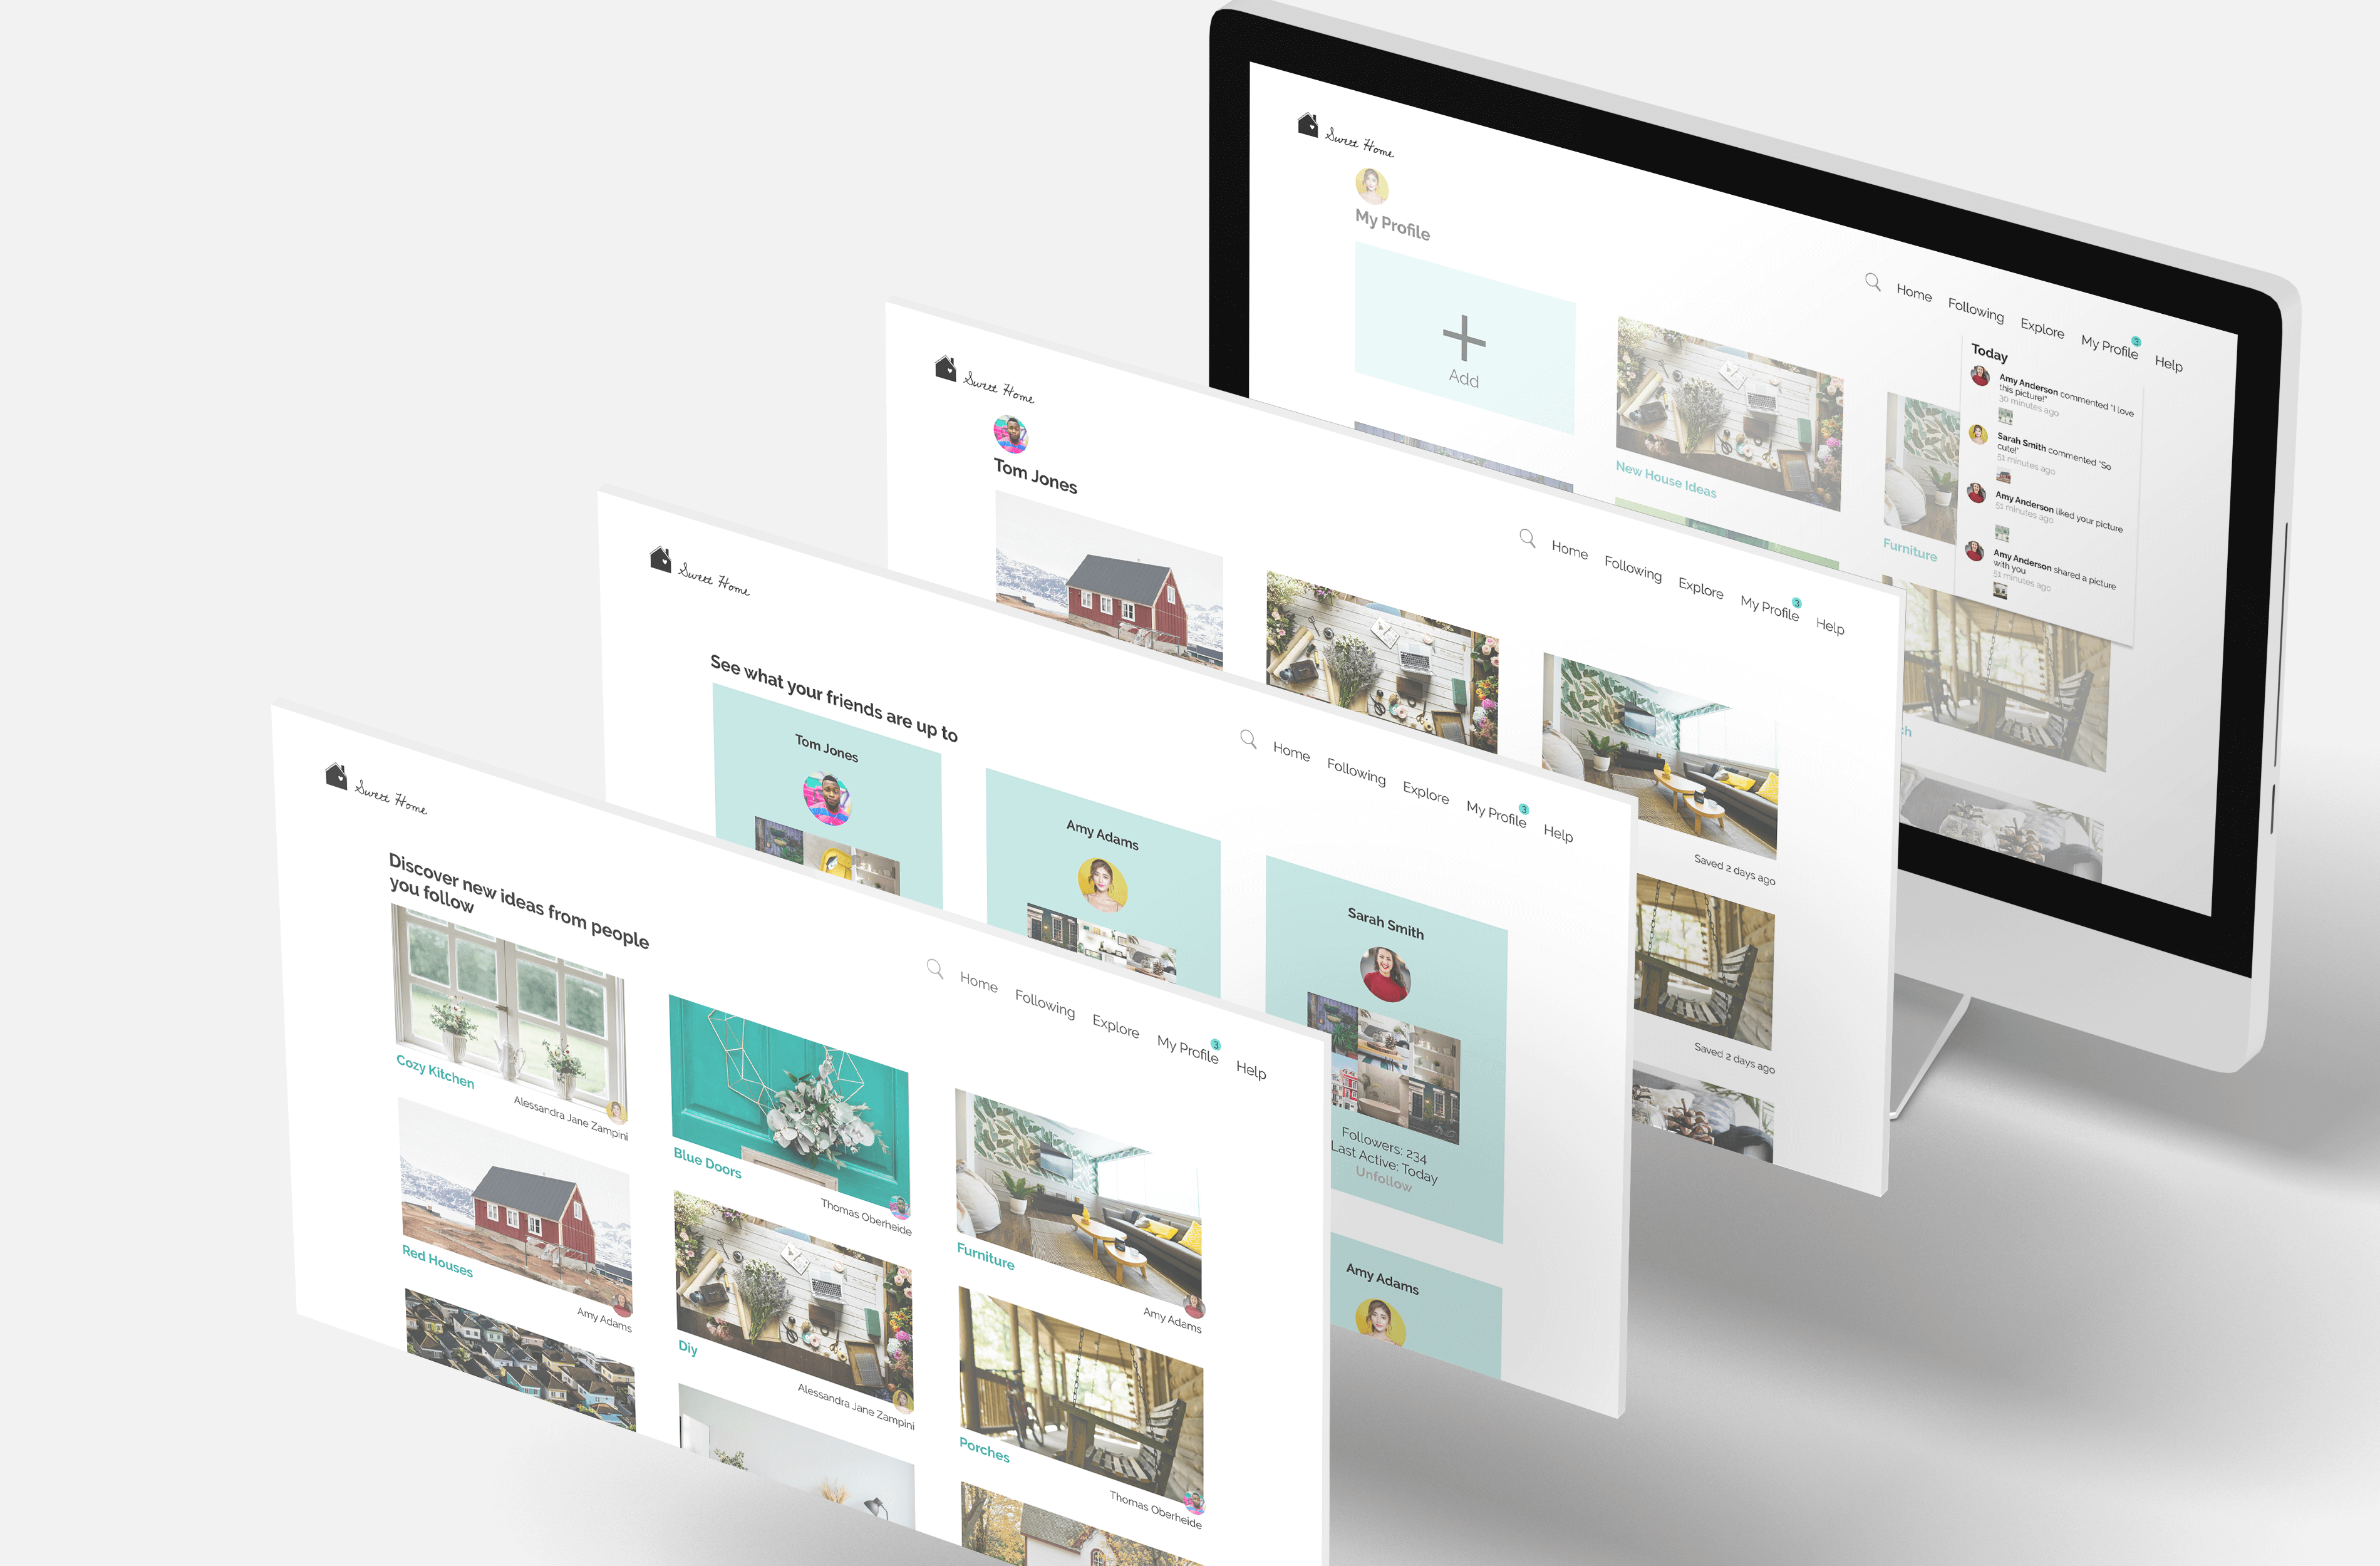 Sweet Home
My Profile
Home
Following
Explore
My Profile
3
Help
Add
New House Ideas
Furniture
Today
Amy Anderson commented "I love
this picture!"
30 minutes ago
Sarah Smith commented "So
cute!"
51 minutes ago
Amy Anderson liked your picture
51 minutes ago
Amy Anderson shared a picture
with you
51 minutes ago
Sweet Home
Tom Jones
Home
Following
Explore
My Profile
3
Help
Saved 2 days ago
Saved 2 days ago
Sweet Home
See what your friends are up to
Home
Following
Explore
My Profile
3
Help
Tom Jones
Amy Adams
Sarah Smith
Followers: 234
Last Active: Today
Unfollow
Amy Adams
Sweet Home
Discover new ideas from people
you follow
Home
Following
Explore
My Profile
3
Help
Cozy Kitchen
Alessandra Jane Zampini
Blue Doors
Thomas Oberheide
Furniture
Amy Adams
Red Houses
Amy Adams
Diy
Alessandra Jane Zampini
Porches
Thomas Oberheide